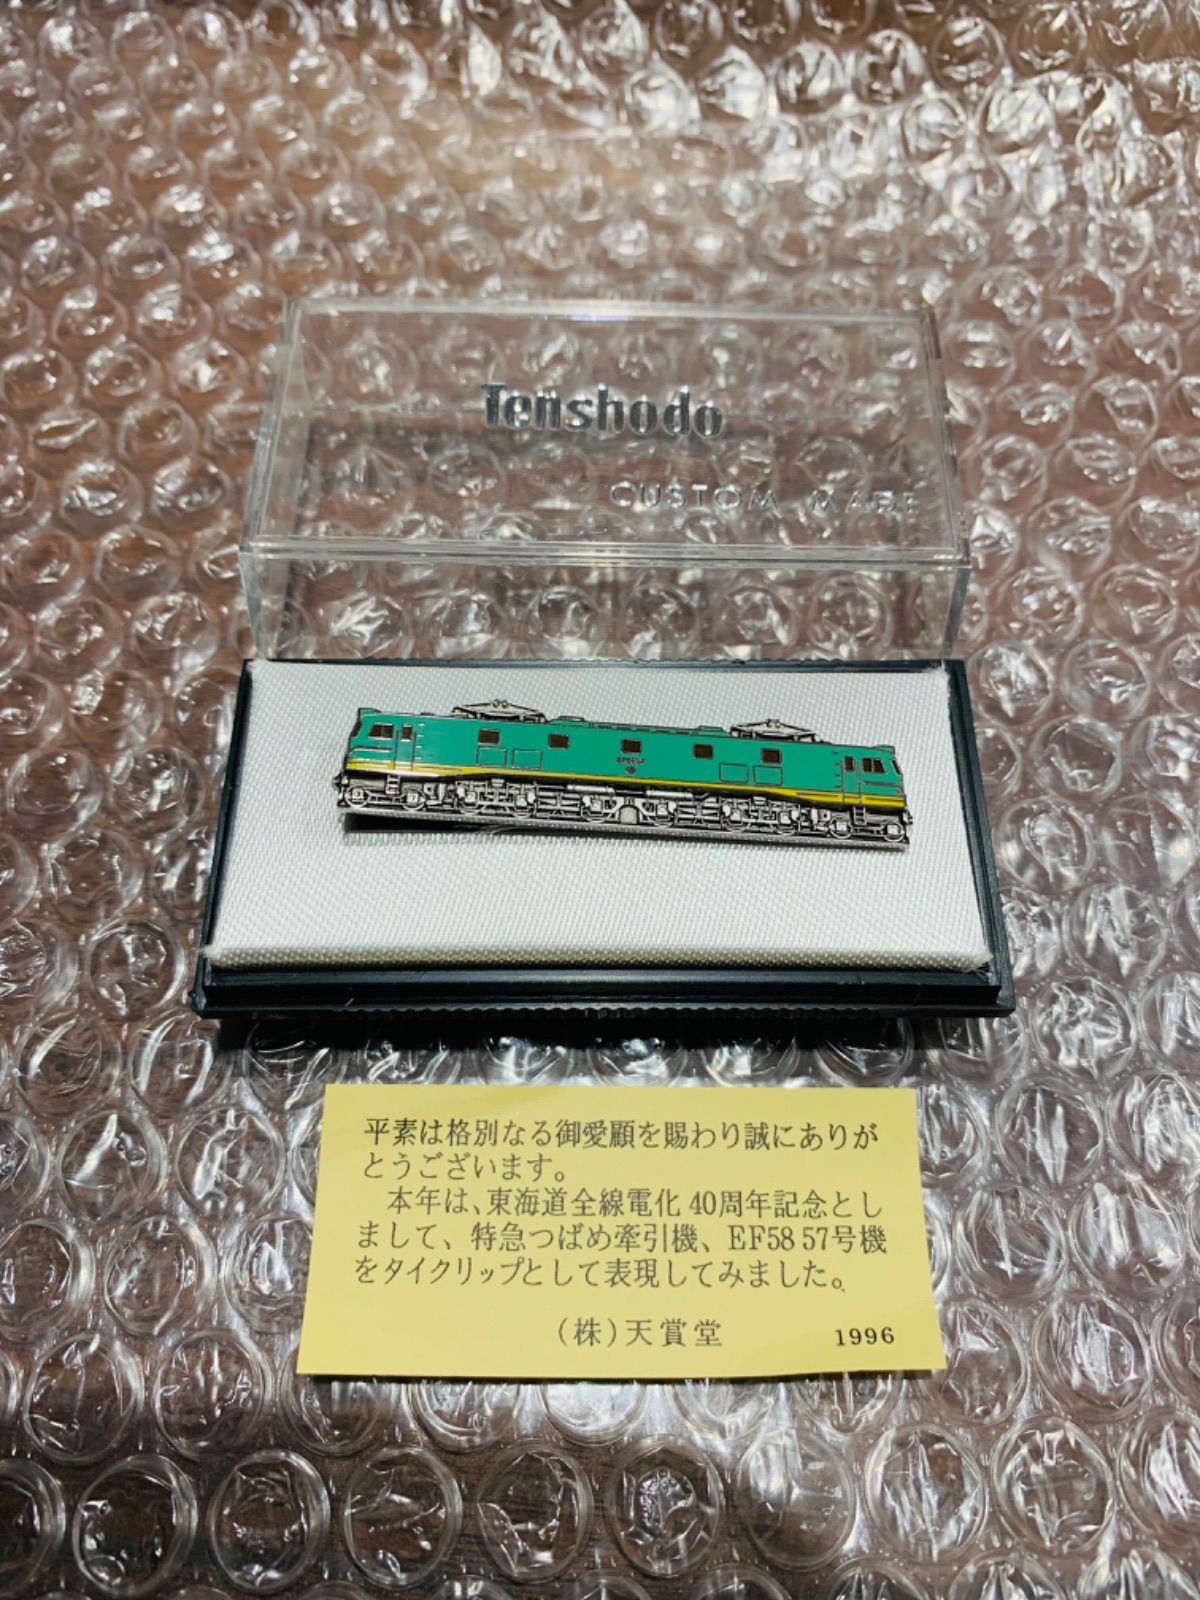 Tenshodo
CUSTOM MADE
平素は格別なる御愛顧を賜わり誠にありが
とうございます。
本年は、東海道全線電化40周年記念とし
まして、特急つばめ牽引機、EF58 57号機
をタイクリップとして表現してみました。
(株)天賞堂 1996